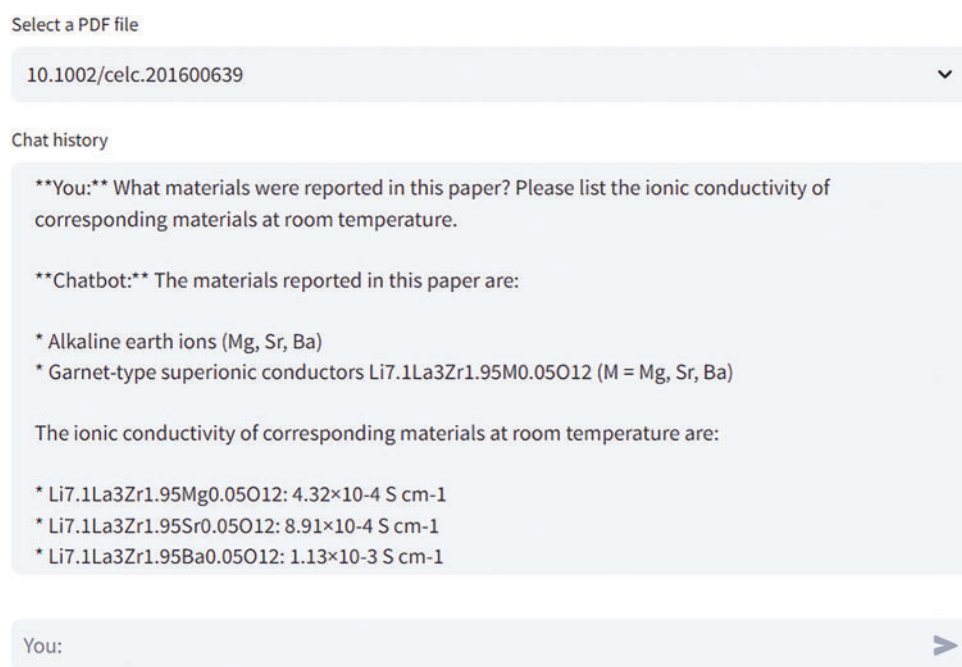 Select a PDF file
10.1002/celc.201600639
Chat history
**You:** What materials were reported in this paper? Please list the ionic conductivity of
corresponding materials at room temperature.
**Chatbot:** The materials reported in this paper are:
* Alkaline earth ions (Mg, Sr, Ba)
* Garnet-type superionic conductors Li7.1La3Zr1.95M0.05O12 (M = Mg, Sr, Ba)
The ionic conductivity of corresponding materials at room temperature are:
* Li7.1La3Zr1.95Mg0.05O12: 4.32×10-4 S cm-1
* Li7.1La3Zr1.95Sr0.05O12: 8.91×10-4 S cm-1
* Li7.1La3Zr1.95Ba0.05O12: 1.13×10-3 S cm-1
You: